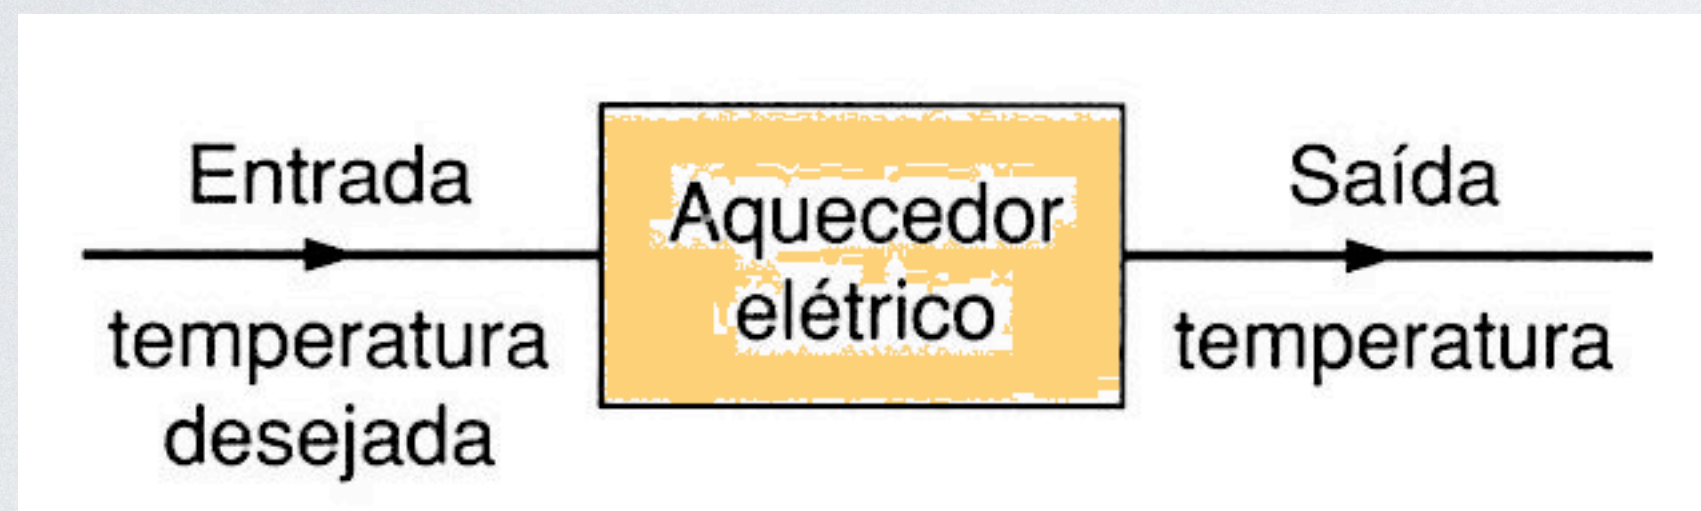 Entrada
temperatura
desejada
Aquecedor
elétrico
Saída
temperatura